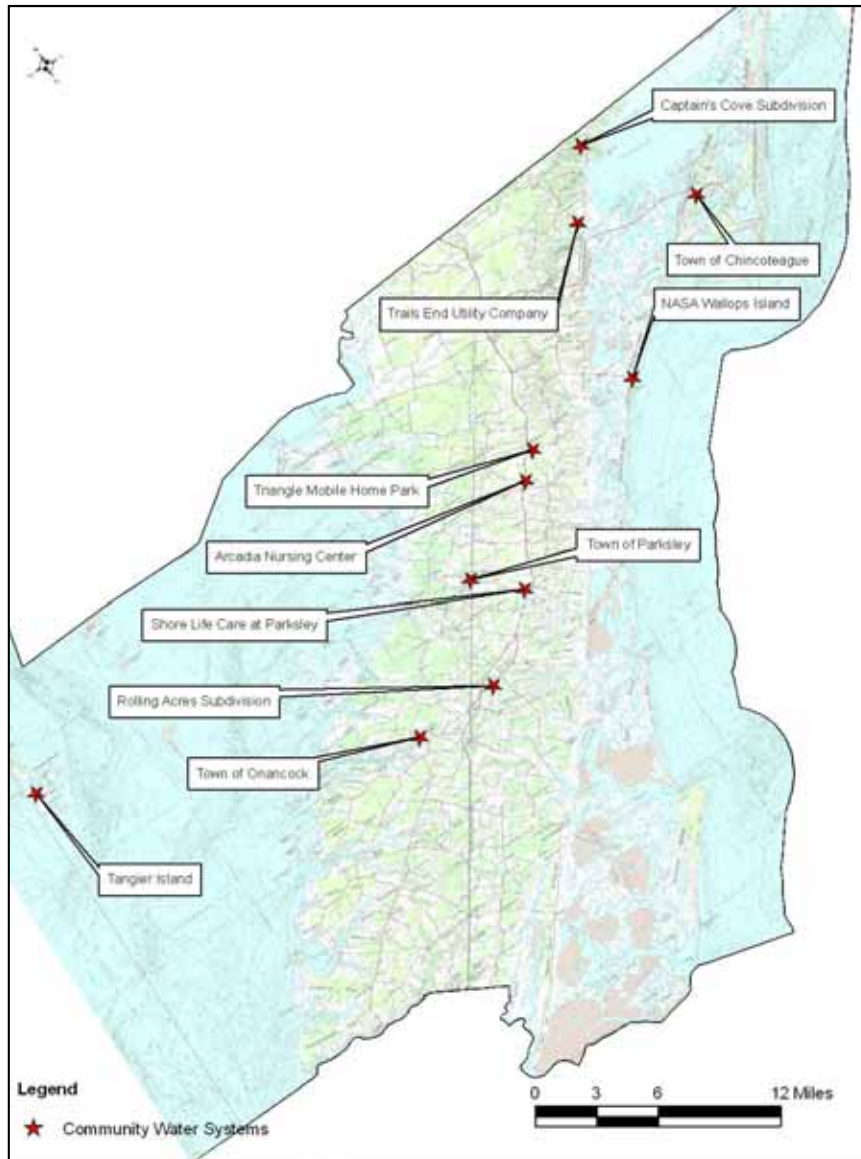 Captain's Cove Subdivision
Town of Chincoteague
NASA Wallops Island
Trails End Utility Company
Triangle Mobile Home Park
Arcadia Nursing Center
Town of Parksley
Shore Life Care at Parksley
Rolling Acres Subdivision
Town of Onancock
Tangier Island
Legend
Community Water Systems
0 3 6 12 Miles